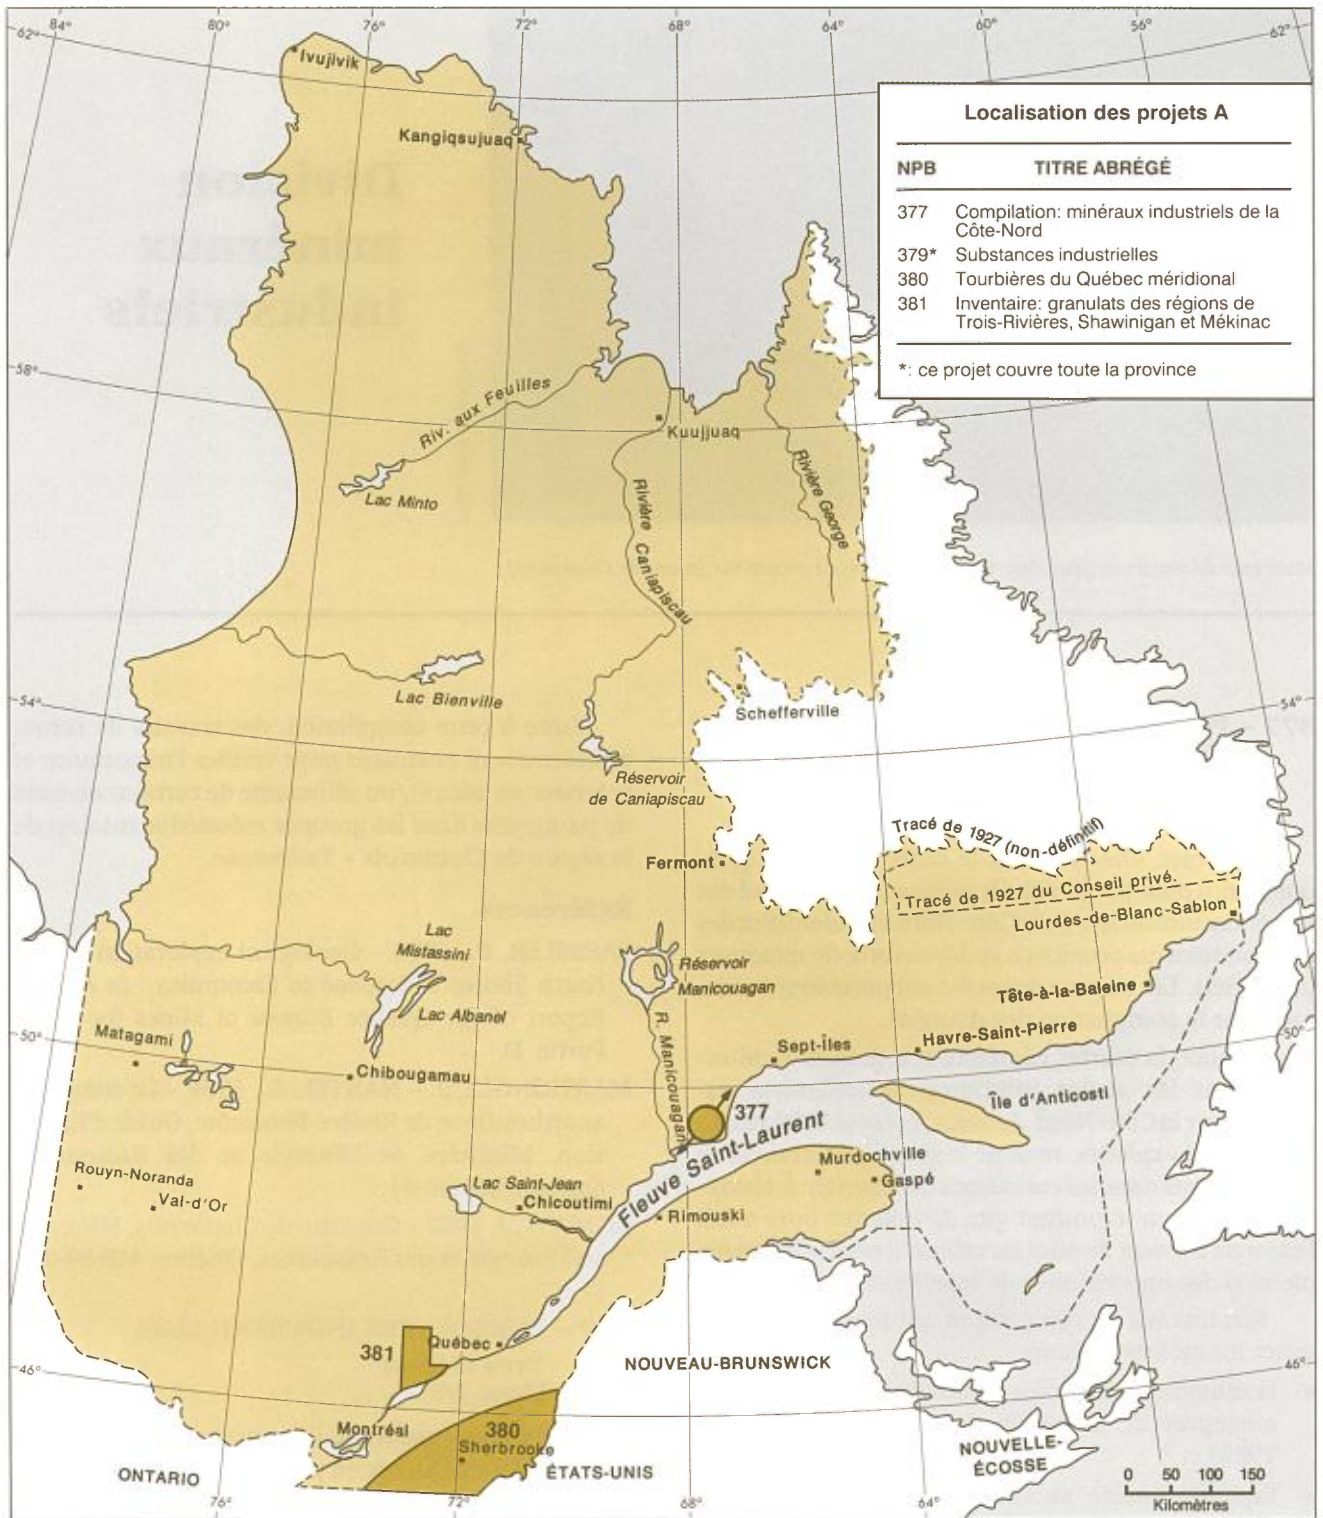 84°
80°
76°
72°
68°
64°
60°
56°
62°
62°
Ivujivik
Kangiqsujuaq
Localisation des projets A
NPB TITRE ABRÉGÉ
377 Compilation: minéraux industriels de la
Côte-Nord
379* Substances industrielles
380 Tourbières du Québec méridional
381 Inventaire: granulats des régions de
Trois-Rivières, Shawinigan et Mékinac
*: ce projet couvre toute la province
58°
Riv. aux Feuilles
Kuujjuaq
Lac Minto
Rivière Caniapiscau
Rivière George
54°
54°
Lac Bienville
Schefferville
Réservoir
de Caniapiscau
Tracé de 1927 (non-définitif)
Fermont
Tracé de 1927 du Conseil privé.
Lourdes-de-Blanc-Sablon
Lac
Mistassini
Réservoir
Manicouagan
Lac Albanel
Tête-à-la-Baleine
50°
50°
Matagami
R. Manicouagan
Sept-Îles
Havre-Saint-Pierre
Chibougamau
Île d'Anticosti
377
Fleuve Saint-Laurent
Murdochville
Gaspé
Rouyn-Noranda
Val-d'Or
Lac Saint-Jean
Chicoutimi
Rimouski
381
Québec
46°
46°
NOUVEAU-BRUNSWICK
Montréal
380
Sherbrooke
ÉTATS-UNIS
ONTARIO
NOUVELLE-
ÉCOSSE
0 50 100 150
Kilomètres
76°
72°
68°
64°